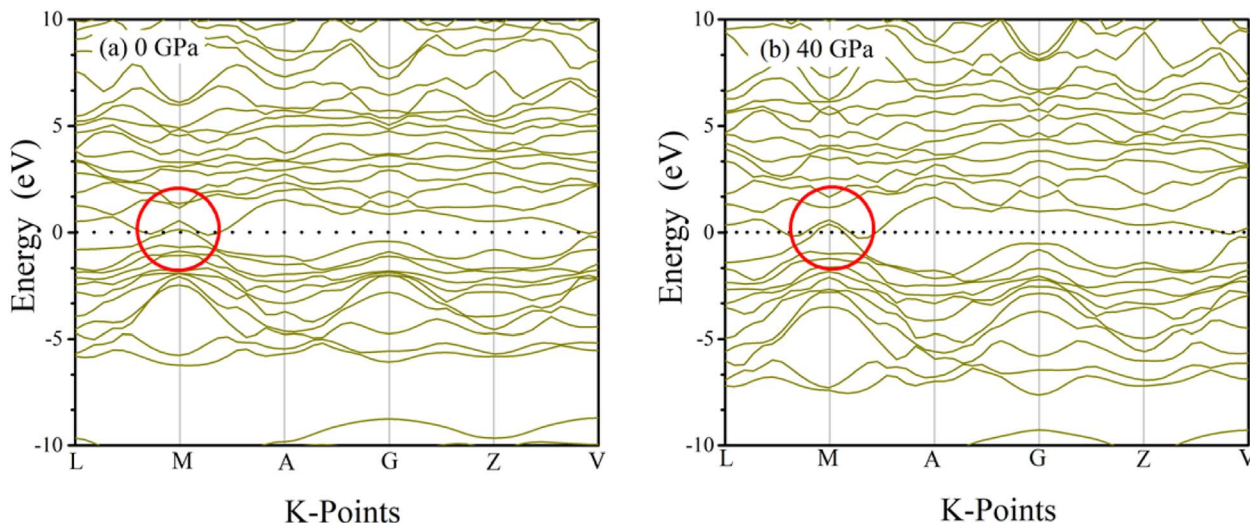 (a) 0 GPa
Energy (eV)
5
0
-5
-10
L M A G Z V
K-Points
10
(b) 40 GPa
Energy (eV)
5
0
-5
-10
L M A G Z V
K-Points